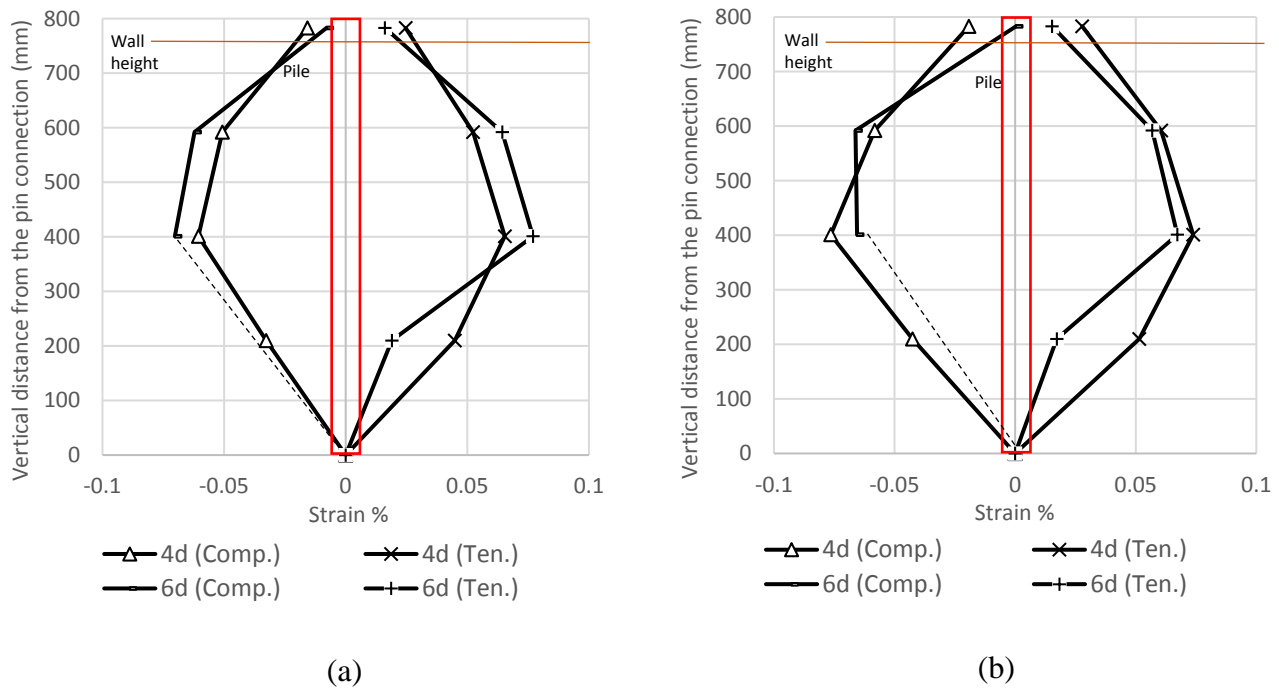 Vertical distance from the pin connection (mm)
800
700
600
500
400
300
200
100
0
Wall
height
Pile
-0.1
-0.05
0
0.05
0.1
Strain %
4d (Comp.)
4d (Ten.)
6d (Comp.)
6d (Ten.)
(a)
Vertical distance from the pin connection (mm)
800
700
600
500
400
300
200
100
0
Wall
height
Pile
-0.1
-0.05
0
0.05
0.1
Strain %
4d (Comp.)
4d (Ten.)
6d (Comp.)
6d (Ten.)
(b)